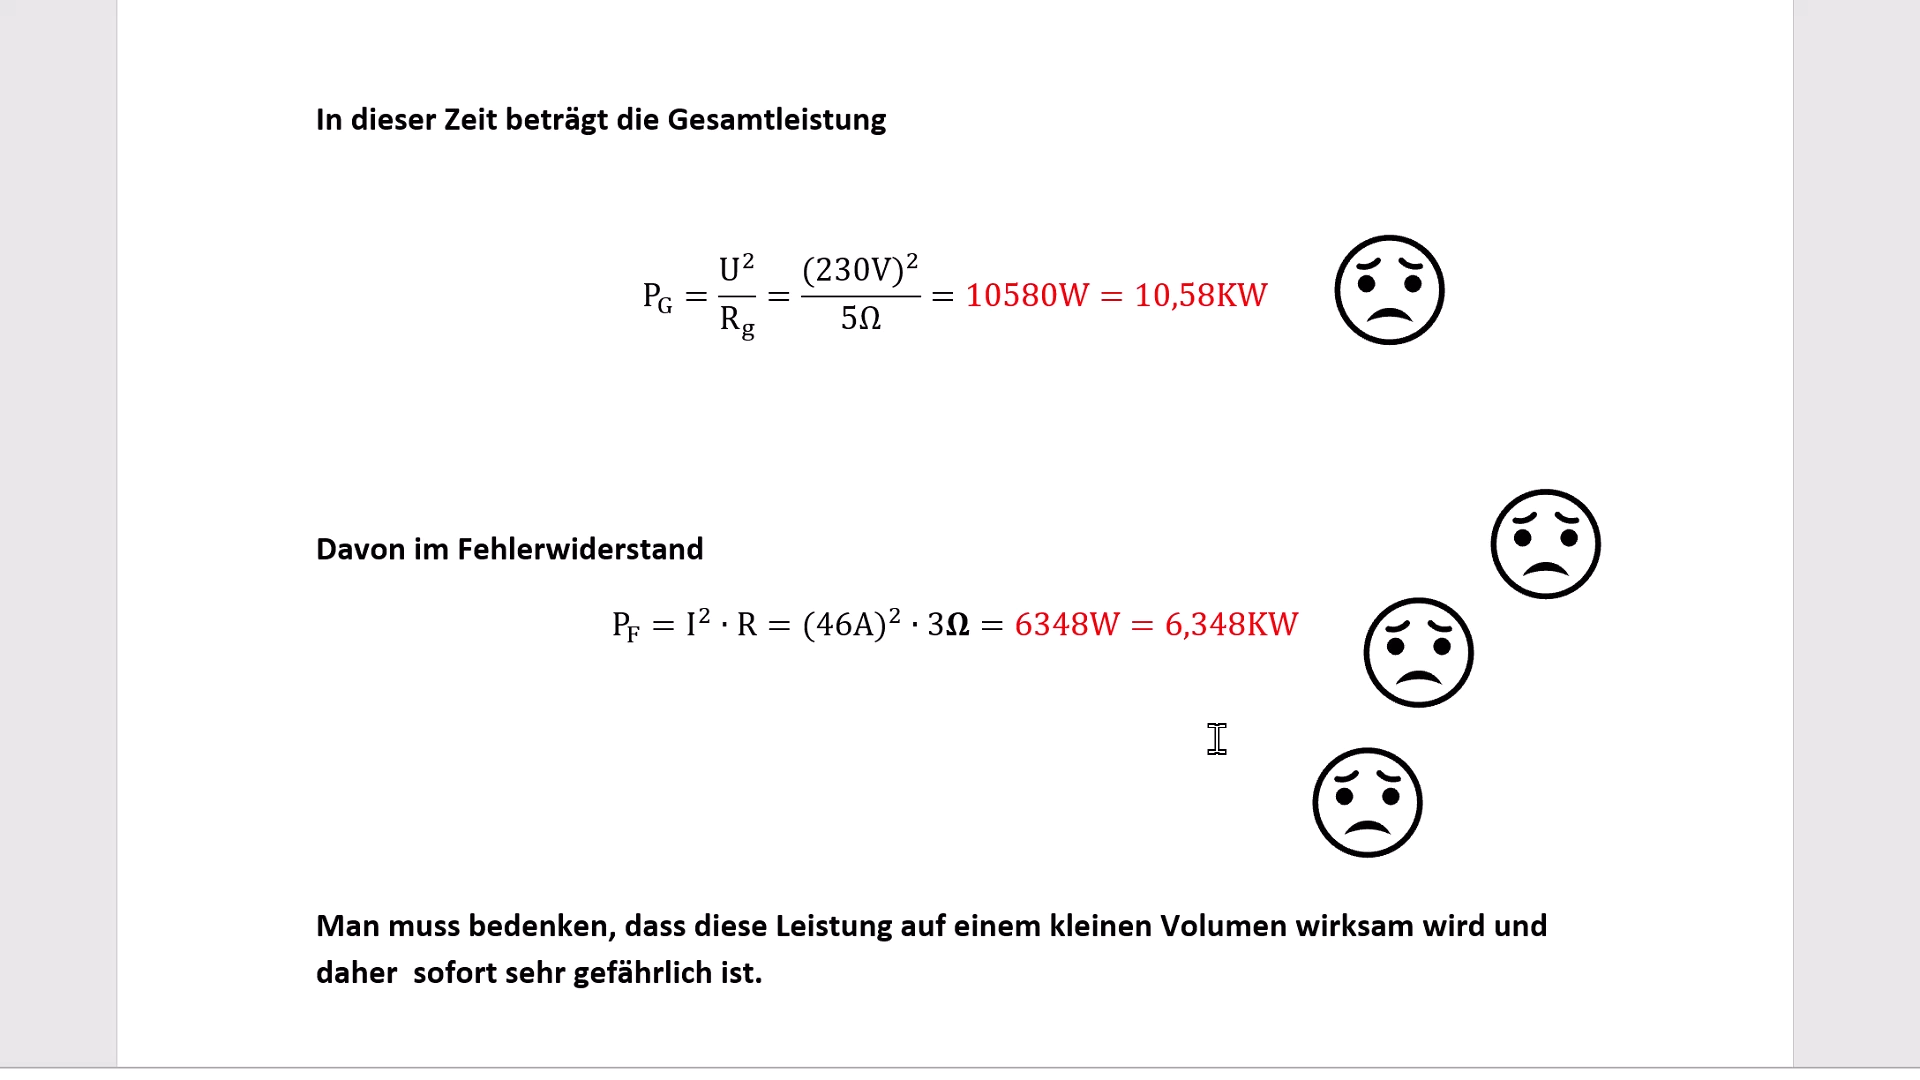 In dieser Zeit beträgt die Gesamtleistung
P_G = U²/R_g = (230V)²/5Ω = 10580W = 10,58KW
Davon im Fehlerwiderstand
P_F = I² · R = (46A)² · 3Ω = 6348W = 6,348KW
Man muss bedenken, dass diese Leistung auf einem kleinen Volumen wirksam wird und
daher  sofort sehr gefährlich ist.